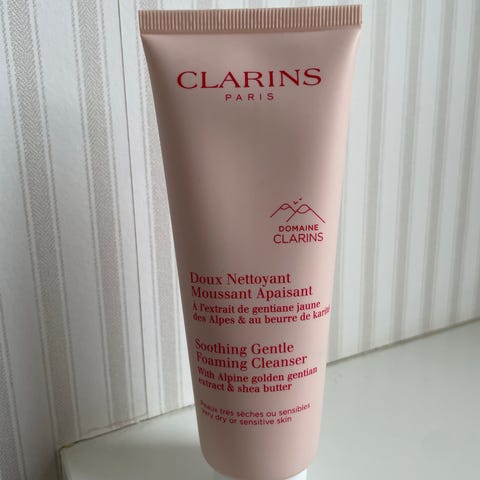 CLARINS
PARIS
DOMAINE
CLARINS
Doux Nettoyant
Moussant Apaisant
À l'extrait de gentiane jaune
des Alpes & au beurre de karité
Soothing Gentle
Foaming Cleanser
With Alpine golden gentian
extract & shea butter
Peaux très sèches ou sensibles
Very dry or sensitive skin